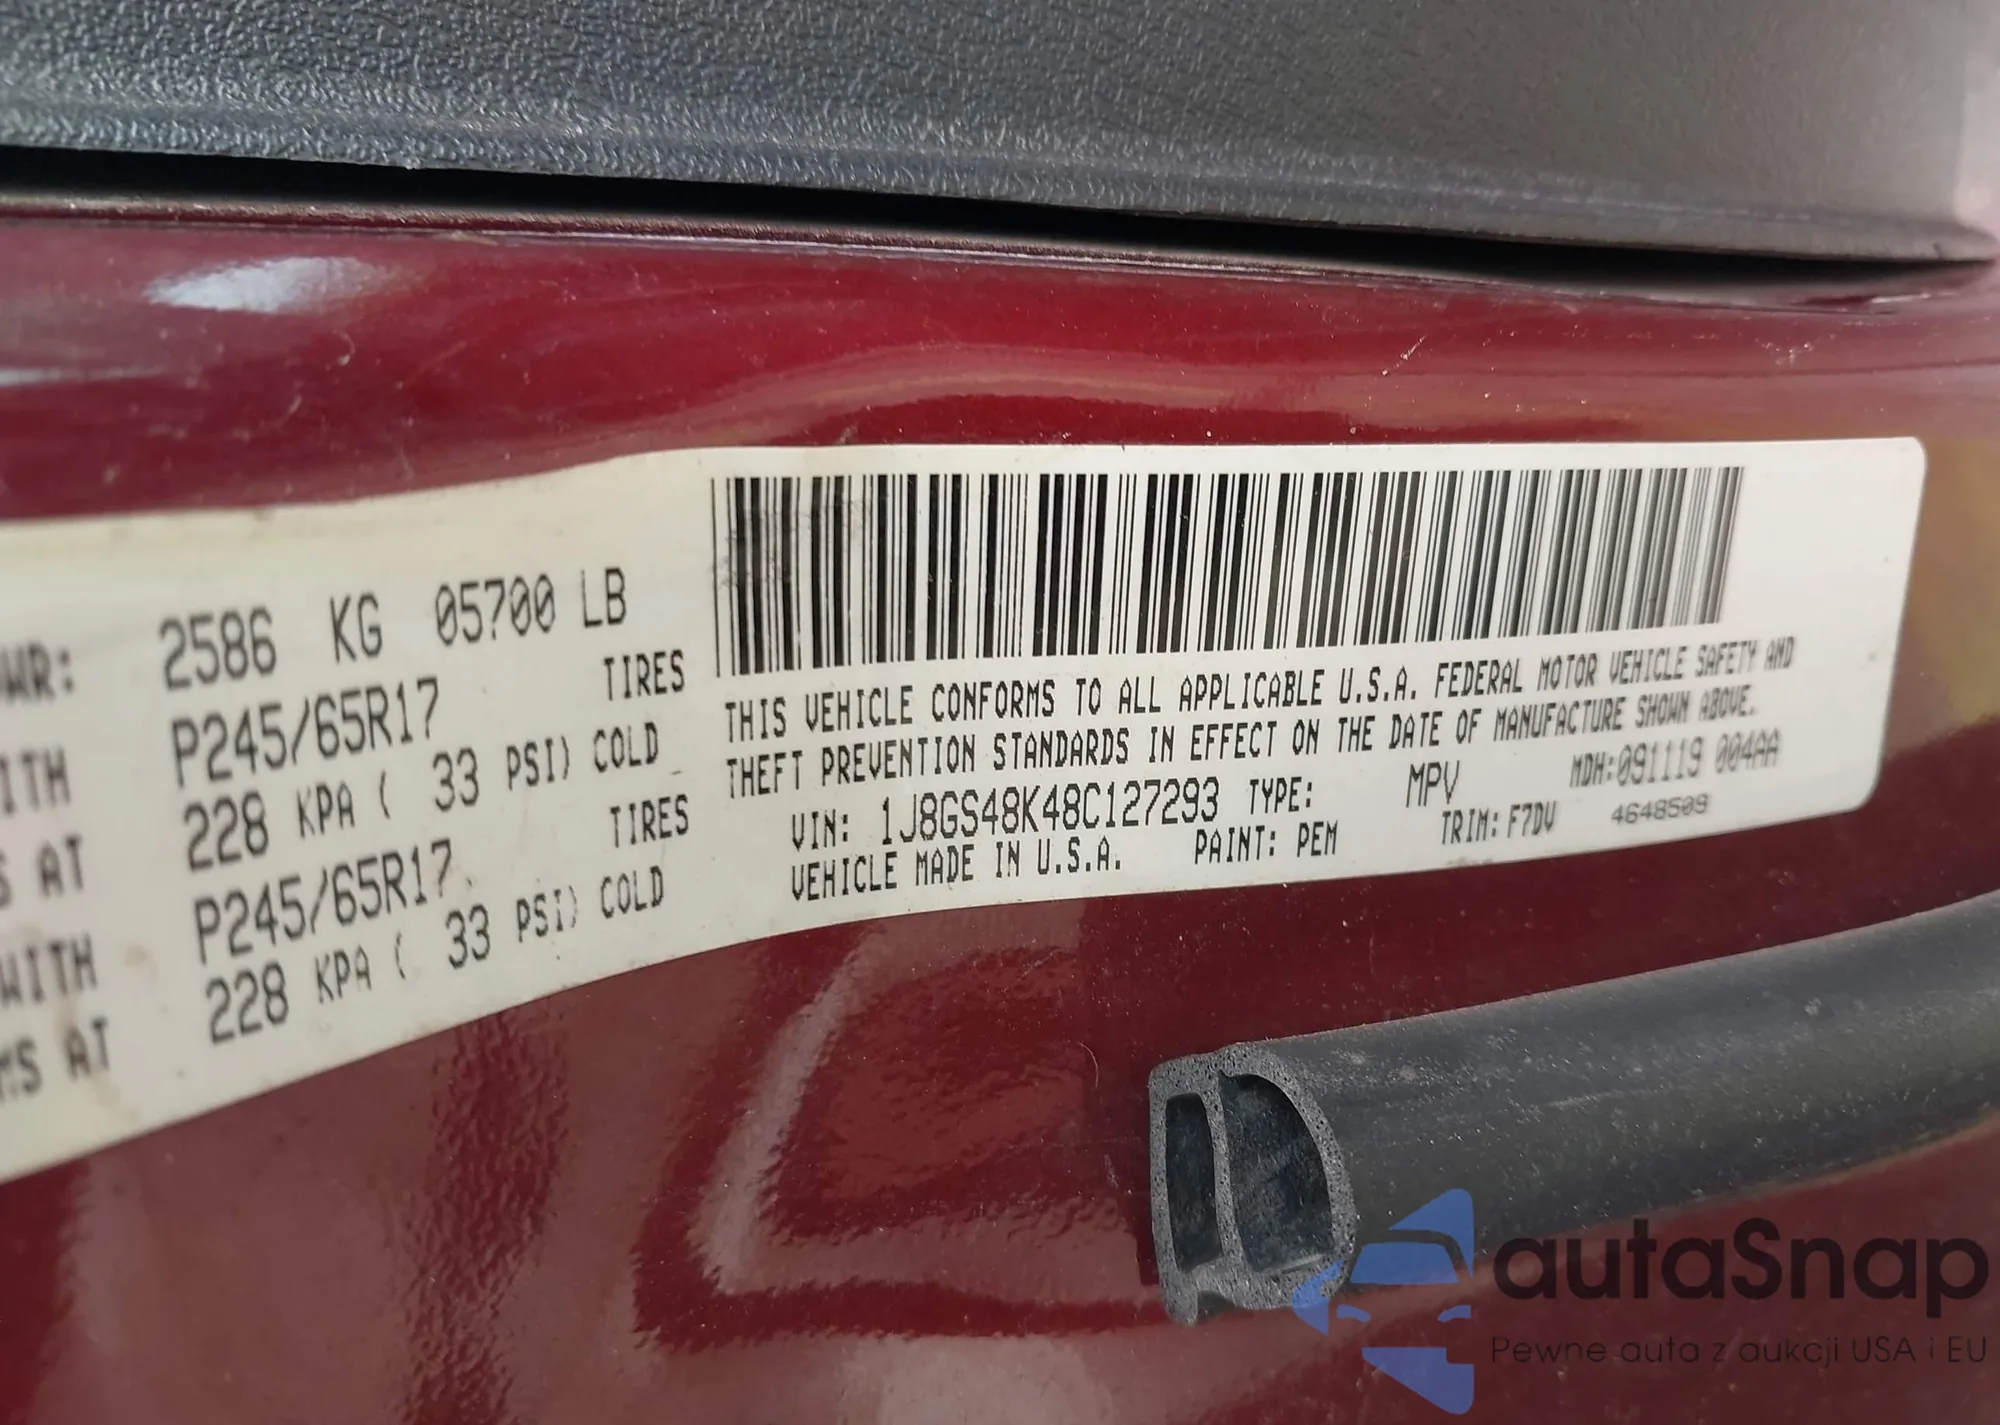 WR: 2586 KG 05700 LB
P245/65R17 TIRES
ITH 228 KPA ( 33 PSI) COLD
S AT P245/65R17 TIRES
WITH 228 KPA ( 33 PSI) COLD
MS AT
THIS VEHICLE CONFORMS TO ALL APPLICABLE U.S.A. FEDERAL MOTOR VEHICLE SAFETY AND
THEFT PREVENTION STANDARDS IN EFFECT ON THE DATE OF MANUFACTURE SHOWN ABOVE.
VIN: 1J8GS48K48C127293 TYPE: MPV MDH:091119 004AA
VEHICLE MADE IN U.S.A. PAINT: PEM TRIM: F7DV 4648509
autaSnap
Pewne auta z aukcji USA i EU